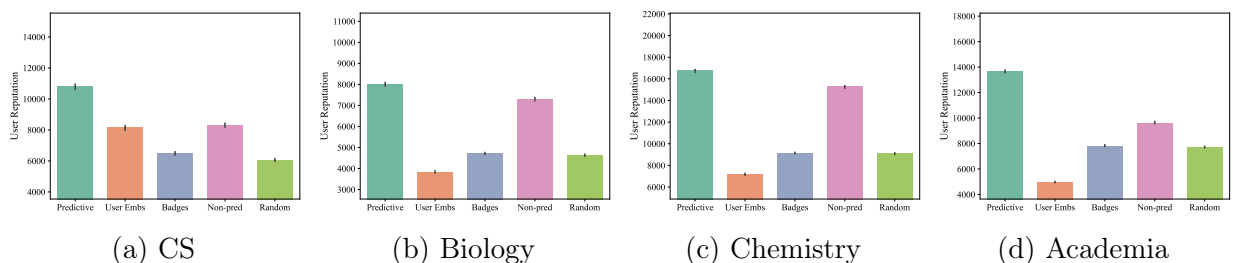 14000
12000
10000
8000
6000
4000
User Reputation
Predictive User Embs Badges Non-pred Random
(a) CS
11000
10000
9000
8000
7000
6000
5000
4000
3000
User Reputation
Predictive User Embs Badges Non-pred Random
(b) Biology
22000
20000
18000
16000
14000
12000
10000
8000
6000
User Reputation
Predictive User Embs Badges Non-pred Random
(c) Chemistry
18000
16000
14000
12000
10000
8000
6000
4000
User Reputation
Predictive User Embs Badges Non-pred Random
(d) Academia